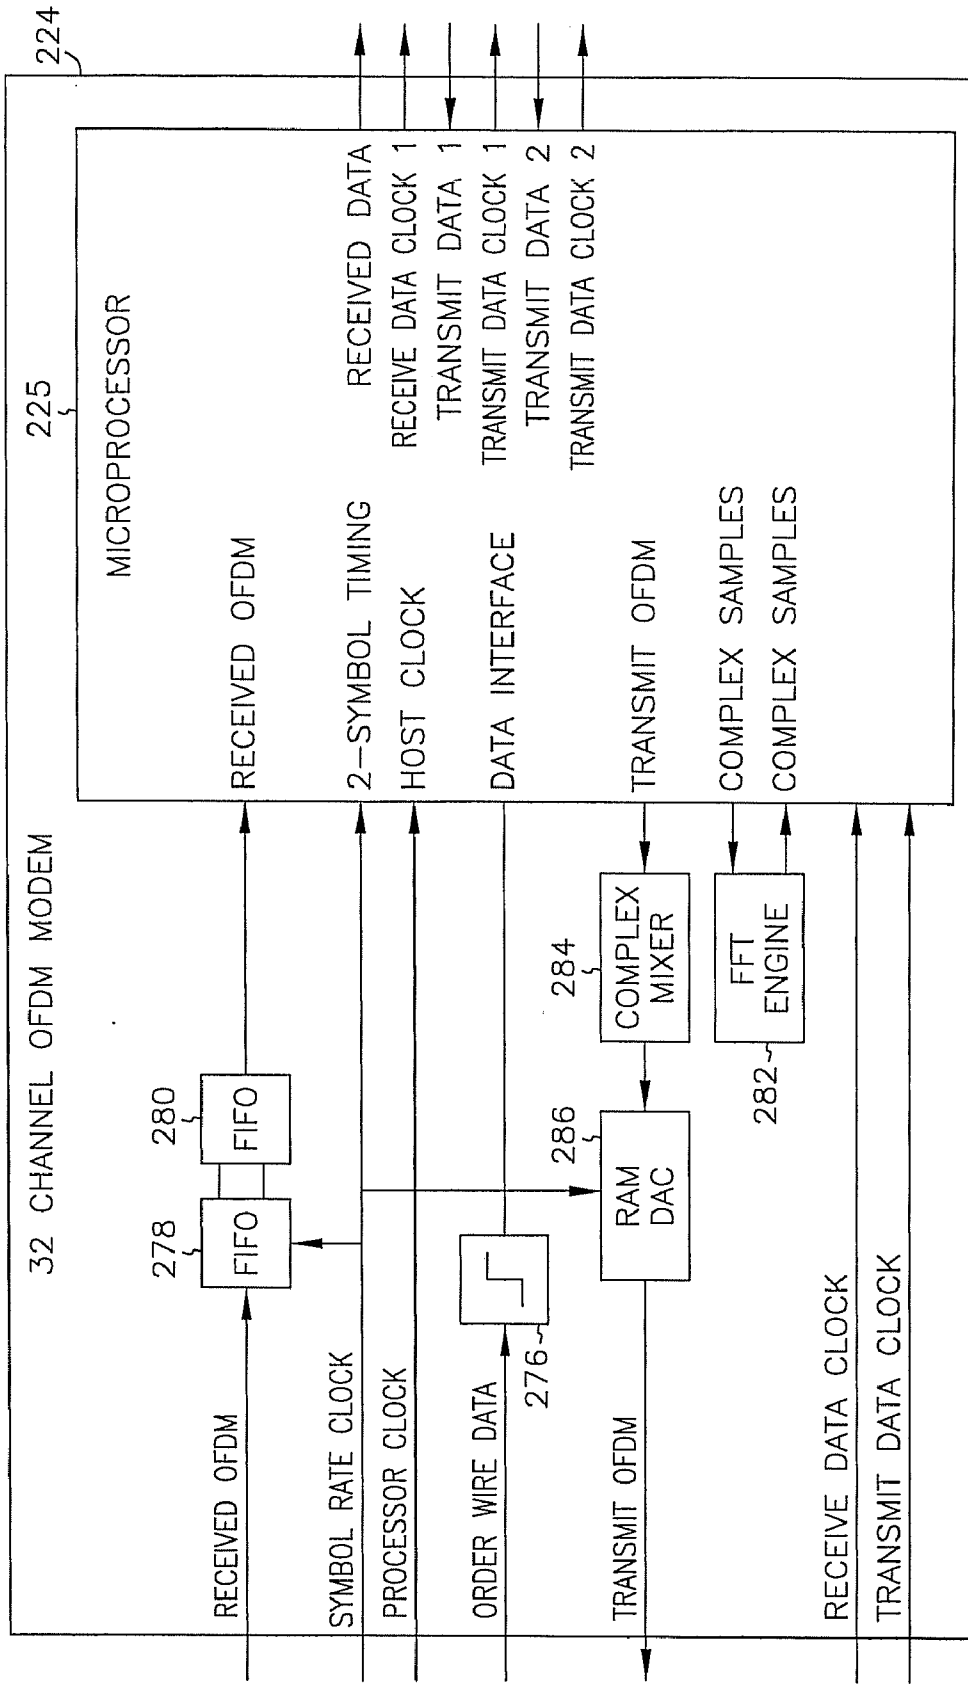 32 CHANNEL OFDM MODEM
224
225
MICROPROCESSOR
RECEIVED OFDM
278
FIFO
280
FIFO
RECEIVED OFDM
SYMBOL RATE CLOCK
2-SYMBOL TIMING
RECEIVED DATA
PROCESSOR CLOCK
HOST CLOCK
RECEIVE DATA CLOCK 1
TRANSMIT DATA 1
ORDER WIRE DATA
276
DATA INTERFACE
TRANSMIT DATA CLOCK 1
TRANSMIT DATA 2
TRANSMIT DATA CLOCK 2
TRANSMIT OFDM
286
RAM
DAC
284
COMPLEX
MIXER
TRANSMIT OFDM
282
FFT
ENGINE
COMPLEX SAMPLES
COMPLEX SAMPLES
RECEIVE DATA CLOCK
TRANSMIT DATA CLOCK